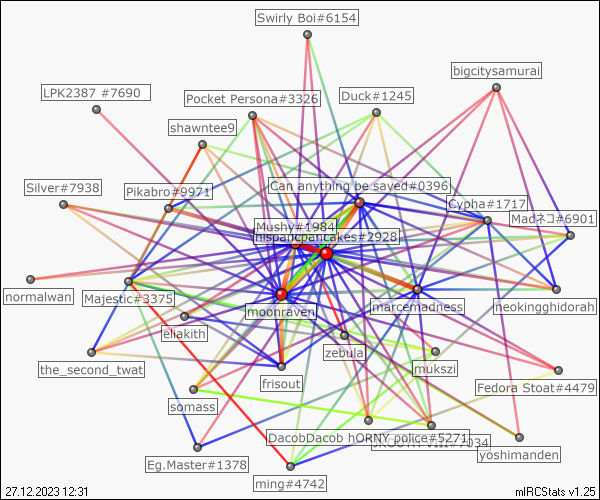 Swirly Boi#6154
bigcitysamurai
LPK2387 #7690
Pocket Persona#3326
Duck#1245
shawntee9
Silver#7938
Pikabro#9971
Can anything be saved#0396
Cypha#1717
Madネコ#6901
Mushy#1984
hispancpancakes#2928
normalwan
Majestic#3375
moonraven
marcemadness
neokingghidorah
eliakith
zebula
the_second_twat
frisout
mukszi
Fedora Stoat#4479
somass
DacobDacob hORNY police#5271
#7034
yoshimanden
Eg.Master#1378
ming#4742
27.12.2023 12:31
mIRCStats v1.25